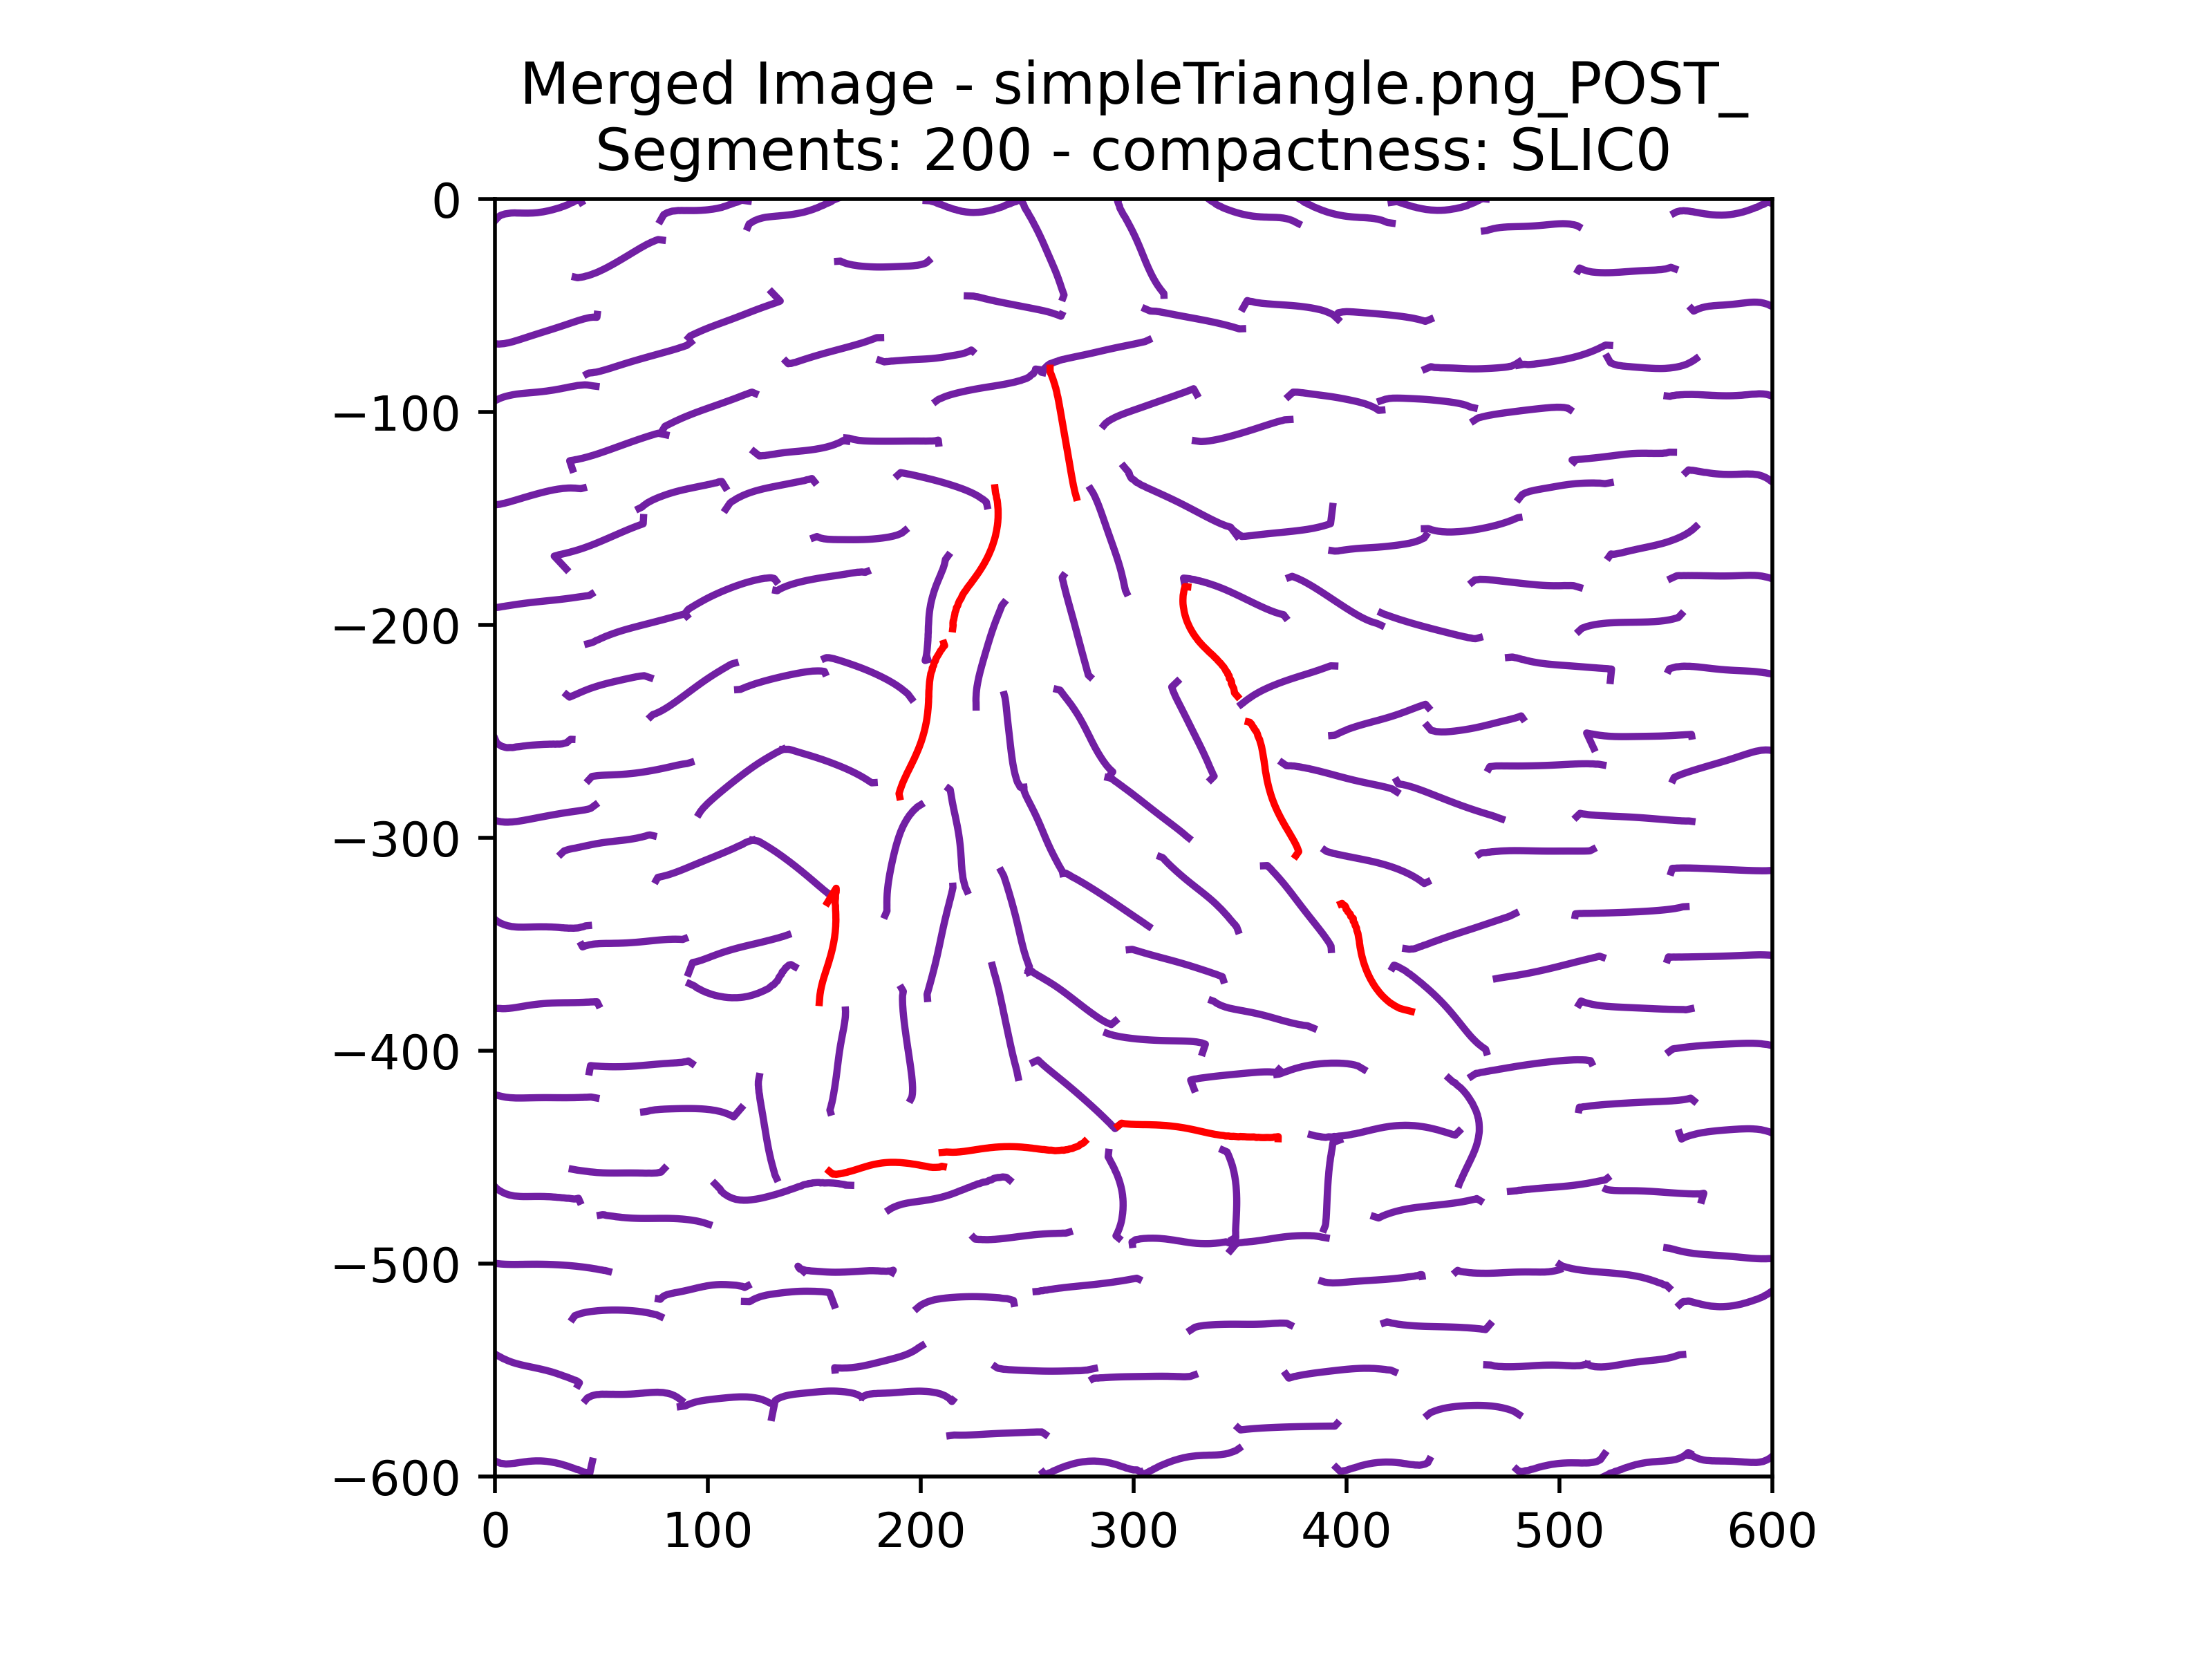 Merged Image - simpleTriangle.png_POST_
Segments: 200 - compactness: SLIC0
0
−100
−200
−300
−400
−500
−600
0 100 200 300 400 500 600